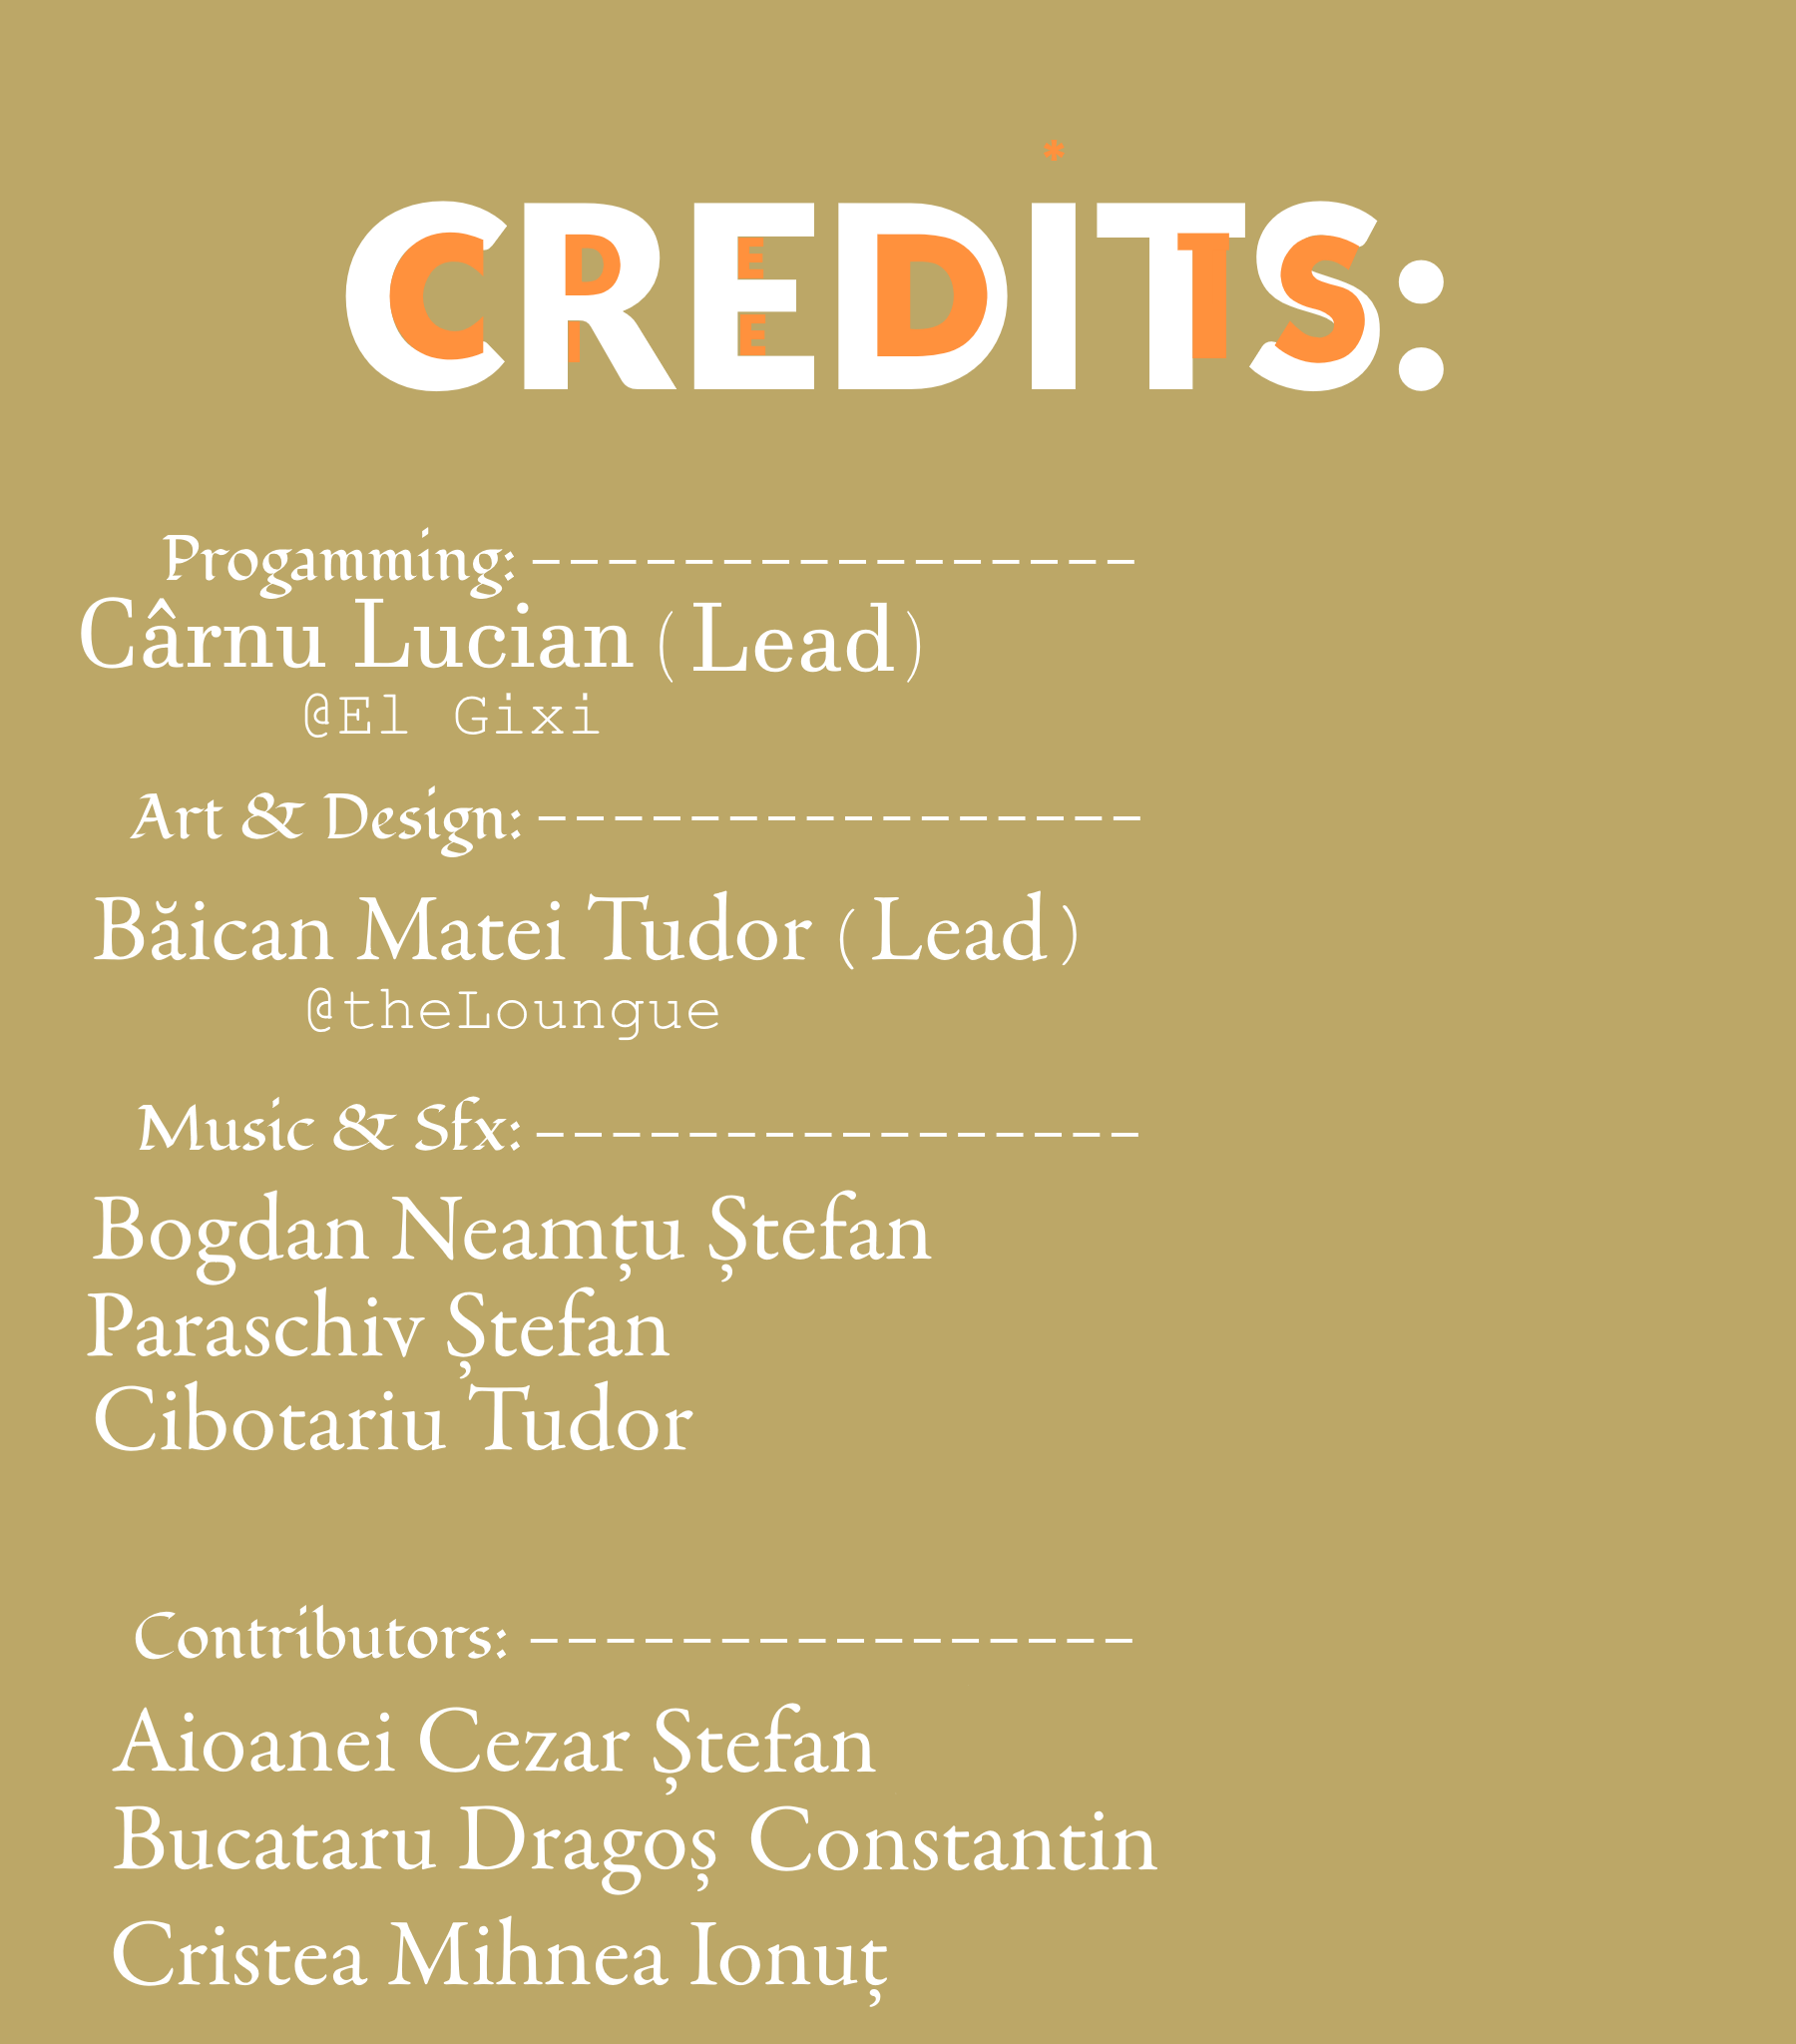 CREDITS:
Progamming: ----------------
Cârnu Lucian (Lead)
@El Gixi
Art & Design: ----------------
Băican Matei Tudor (Lead)
@theLoungue
Music & Sfx: ----------------
Bogdan Neamțu Ștefan
Paraschiv Ștefan
Cibotariu Tudor
Contributors: ----------------
Aioanei Cezar Ștefan
Bucataru Dragoș Constantin
Cristea Mihnea Ionuț